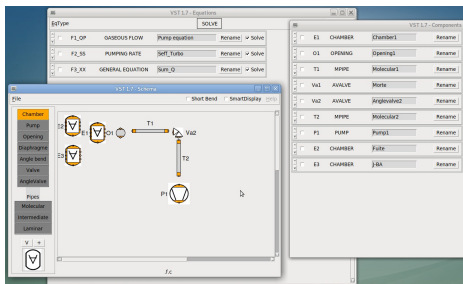 VST 1.7 - Equations
EqType SOLVE
F1_OP GASEOUS FLOW Pump equation Rename Solve
F2_SS PUMPING RATE Seff_Turbo Rename Solve
F3_XX GENERAL EQUATION Sum_Q Rename Solve
VST 1.7 - Components
E1 CHAMBER Chamber1 Rename
O1 OPENING Opening1 Rename
T1 MPIPE Molecular1 Rename
Va1 AVALVE Morte Rename
Va2 AVALVE Anglevalve2 Rename
T2 MPIPE Molecular2 Rename
P1 PUMP Pump1 Rename
E2 CHAMBER Fuite Rename
E3 CHAMBER J-BA Rename
VST 1.7 - Schema
File Short Bend SmartDisplay Help
Chamber
Pump
Opening
Diaphragme
Angle bend
Valve
AngleValve
Pipes
Molecular
Intermediate
Laminar
V +
E2 E1 O1 T1 Va2
E3 T2
P1